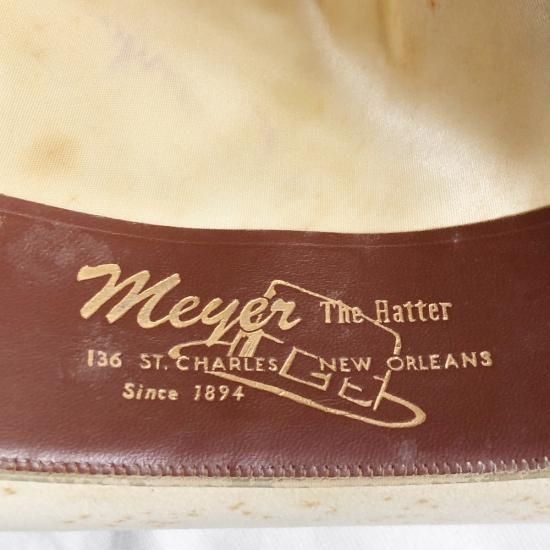 Meyer The Hatter
136 ST. CHARLES NEW ORLEANS
Since 1894